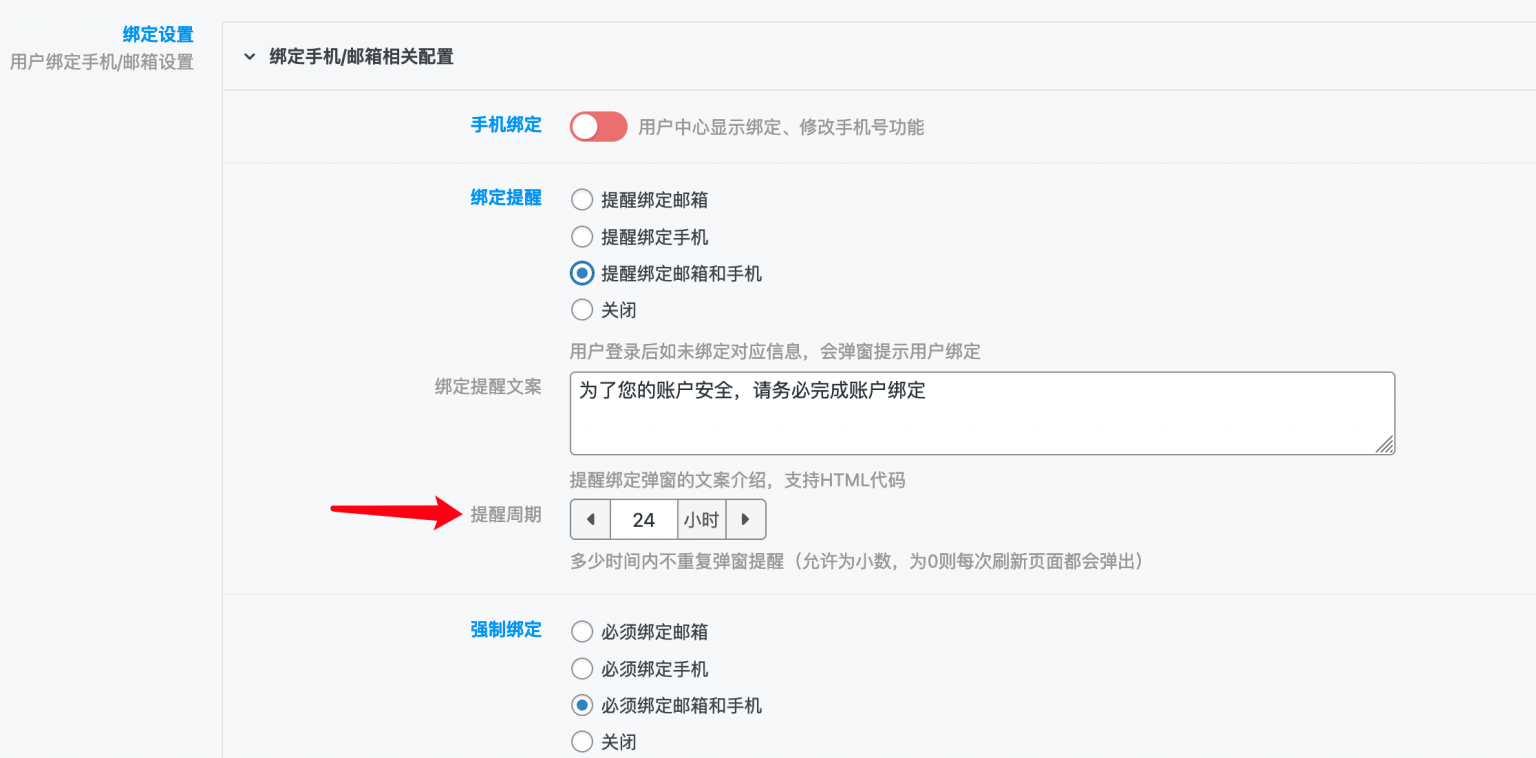 绑定设置
用户绑定手机/邮箱设置
绑定手机/邮箱相关配置
手机绑定
用户中心显示绑定、修改手机号功能
绑定提醒
提醒绑定邮箱
提醒绑定手机
提醒绑定邮箱和手机
关闭
用户登录后如未绑定对应信息，会弹窗提示用户绑定
绑定提醒文案
为了您的账户安全，请务必完成账户绑定
提醒绑定弹窗的文案介绍，支持HTML代码
提醒周期
24 小时
多少时间内不重复弹窗提醒（允许为小数，为0则每次刷新页面都会弹出）
强制绑定
必须绑定邮箱
必须绑定手机
必须绑定邮箱和手机
关闭